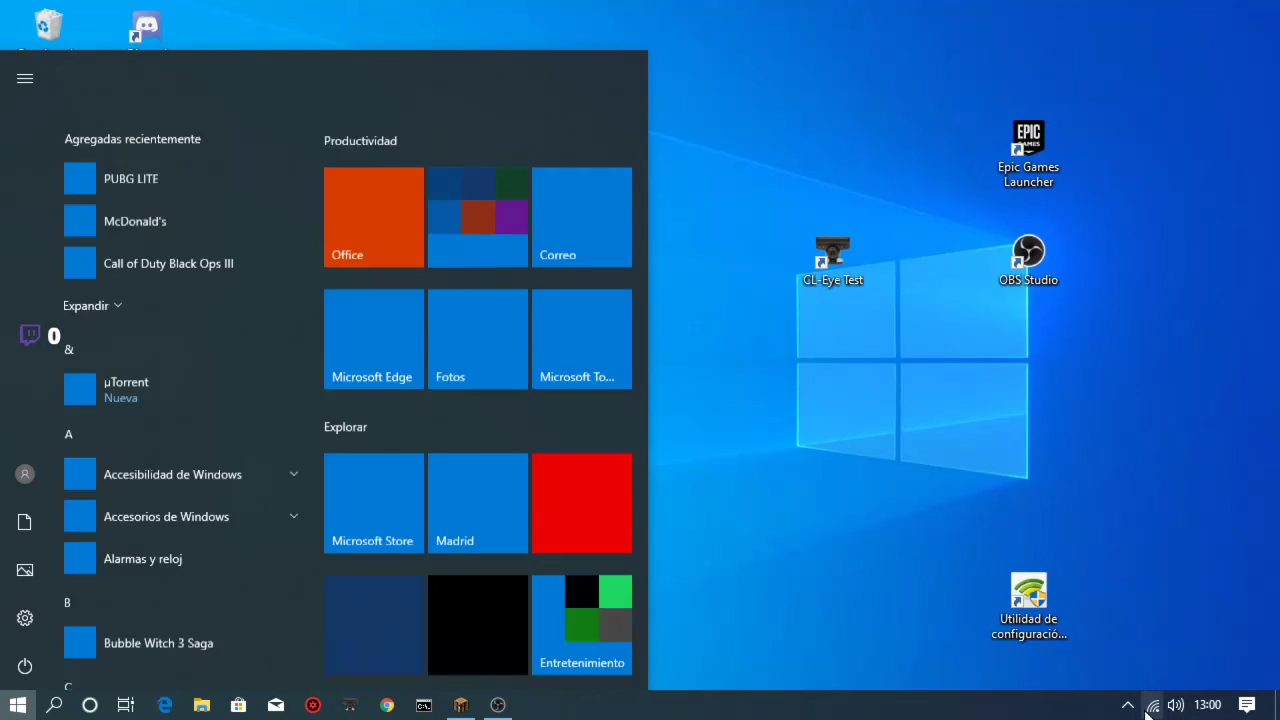 Agregadas recientemente
PUBG LITE
McDonald's
Call of Duty Black Ops III
Expandir
0
&
µTorrent
Nueva
A
Accesibilidad de Windows
Accesorios de Windows
Alarmas y reloj
B
Bubble Witch 3 Saga
C
Productividad
Office
Correo
Microsoft Edge
Fotos
Microsoft To...
Explorar
Microsoft Store
Madrid
Entretenimiento
EPIC
GAMES
Epic Games
Launcher
CL-Eye Test
OBS Studio
Utilidad de
configuració...
13:00